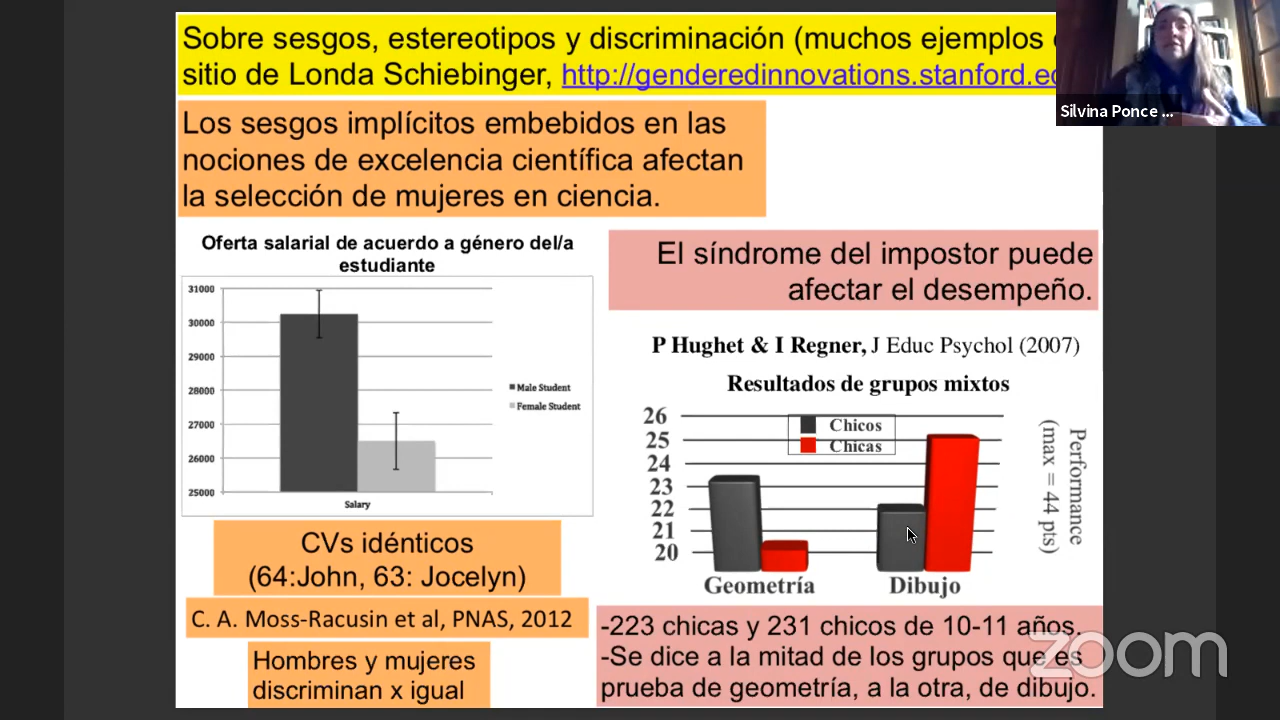 Sobre sesgos, estereotipos y discriminación (muchos ejemplos
sitio de Londa Schiebinger, http://genderedinnovations.stanford.ed
Silvina Ponce ...
Los sesgos implícitos embebidos en las
nociones de excelencia científica afectan
la selección de mujeres en ciencia.
Oferta salarial de acuerdo a género del/a
estudiante
31000
30000
29000
28000
27000
26000
25000
Male Student
Female Student
Salary
CVs idénticos
(64:John, 63: Jocelyn)
C. A. Moss-Racusin et al, PNAS, 2012
Hombres y mujeres
discriminan x igual
El síndrome del impostor puede
afectar el desempeño.
P Hughet & I Regner, J Educ Psychol (2007)
Resultados de grupos mixtos
26
25
24
23
22
21
20
Chicos
Chicas
Geometría
Dibujo
Performance
(max = 44 pts)
-223 chicas y 231 chicos de 10-11 años.
-Se dice a la mitad de los grupos que es
prueba de geometría, a la otra, de dibujo.
zoom